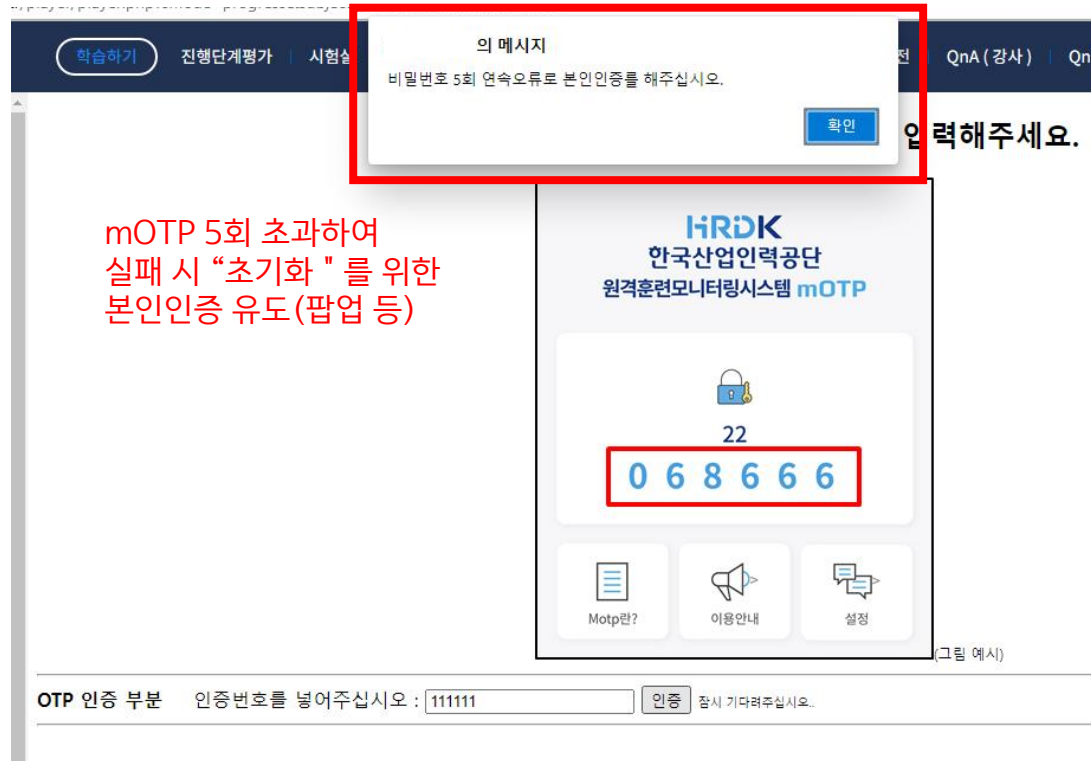 의 메시지
비밀번호 5회 연속오류로 본인인증를 해주십시오.
확인
학습하기 진행단계평가 시험실 전 QnA ( 강사 ) Qn
입력해주세요.
mOTP 5회 초과하여
실패 시 “초기화 " 를 위한
본인인증 유도(팝업 등)
HRDK
한국산업인력공단
원격훈련모니터링시스템 mOTP
22
0 6 8 6 6 6
Motp란? 이용안내 설정
(그림 예시)
OTP 인증 부분 인증번호를 넣어주십시오 : 111111 인증 잠시 기다려주십시오..